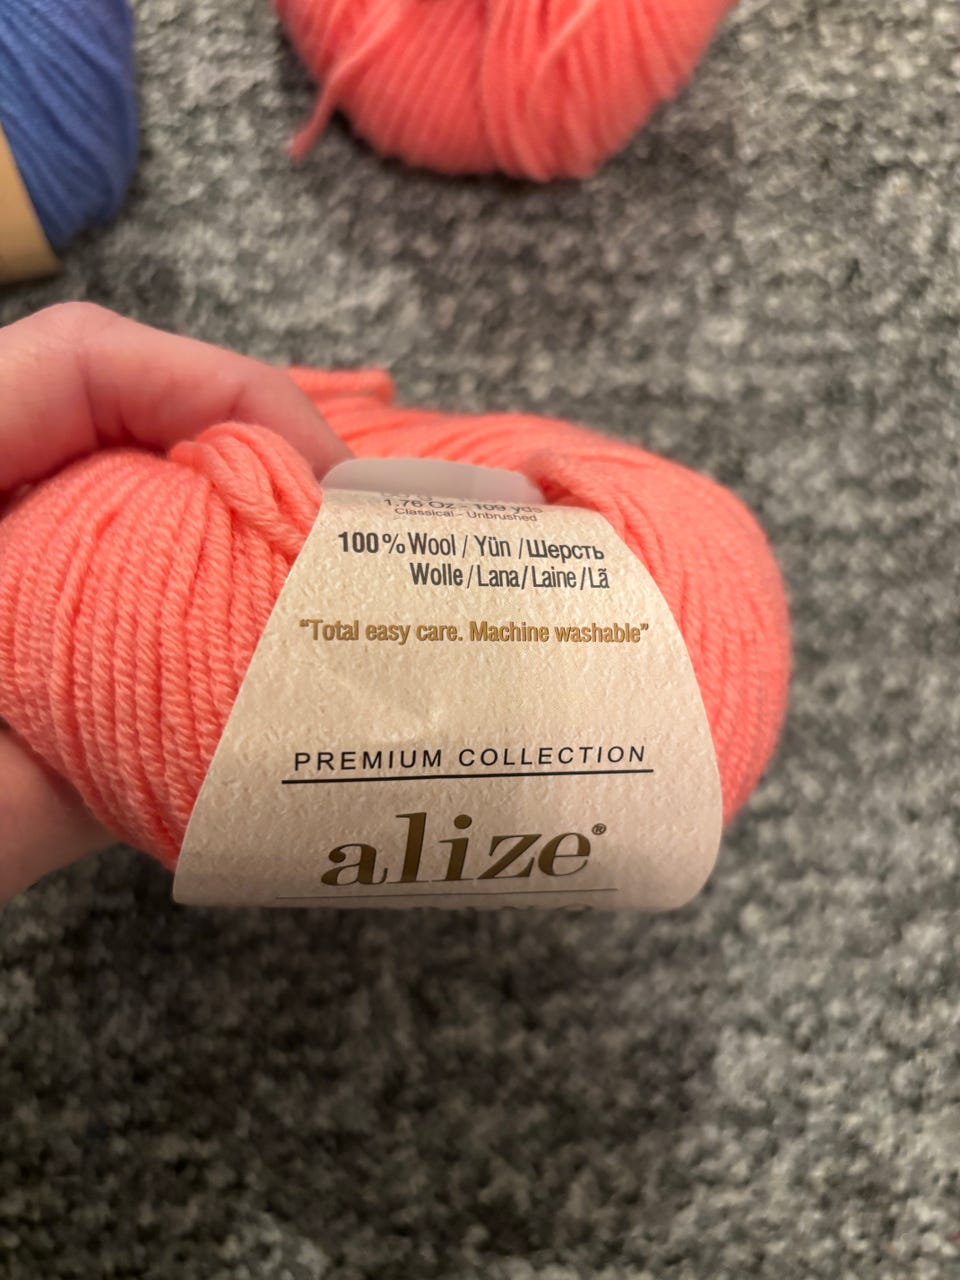 1.76 Oz - 109 yds
Classical - Unbrushed
100% Wool / Yün / Шерсть
Wolle / Lana / Laine / Lã
"Total easy care. Machine washable"
PREMIUM COLLECTION
alize®